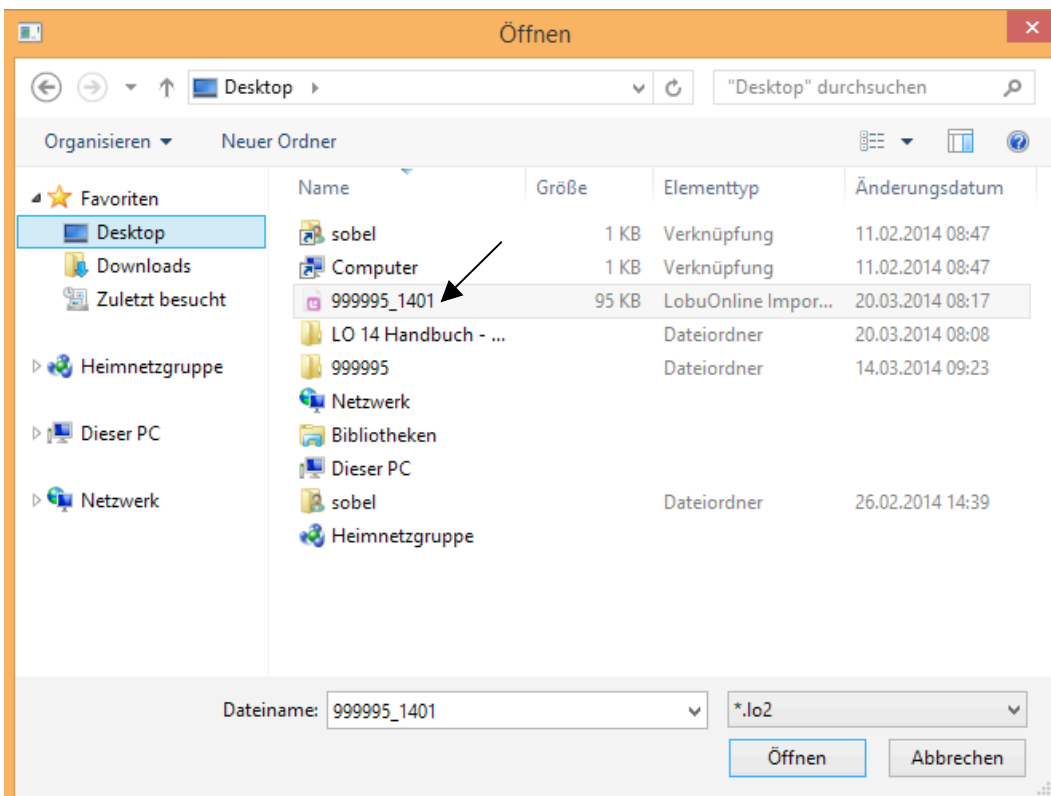 Öffnen
Desktop
"Desktop" durchsuchen
Organisieren Neuer Ordner
Name Größe Elementtyp Änderungsdatum
Favoriten
Desktop
Downloads
Zuletzt besucht
Heimnetzgruppe
Dieser PC
Netzwerk
sobel 1 KB Verknüpfung 11.02.2014 08:47
Computer 1 KB Verknüpfung 11.02.2014 08:47
999995_1401 95 KB LobuOnline Impor... 20.03.2014 08:17
LO 14 Handbuch - ... Dateiordner 20.03.2014 08:08
999995 Dateiordner 14.03.2014 09:23
Netzwerk
Bibliotheken
Dieser PC
sobel Dateiordner 26.02.2014 14:39
Heimnetzgruppe
Dateiname: 999995_1401 *.lo2
Öffnen Abbrechen